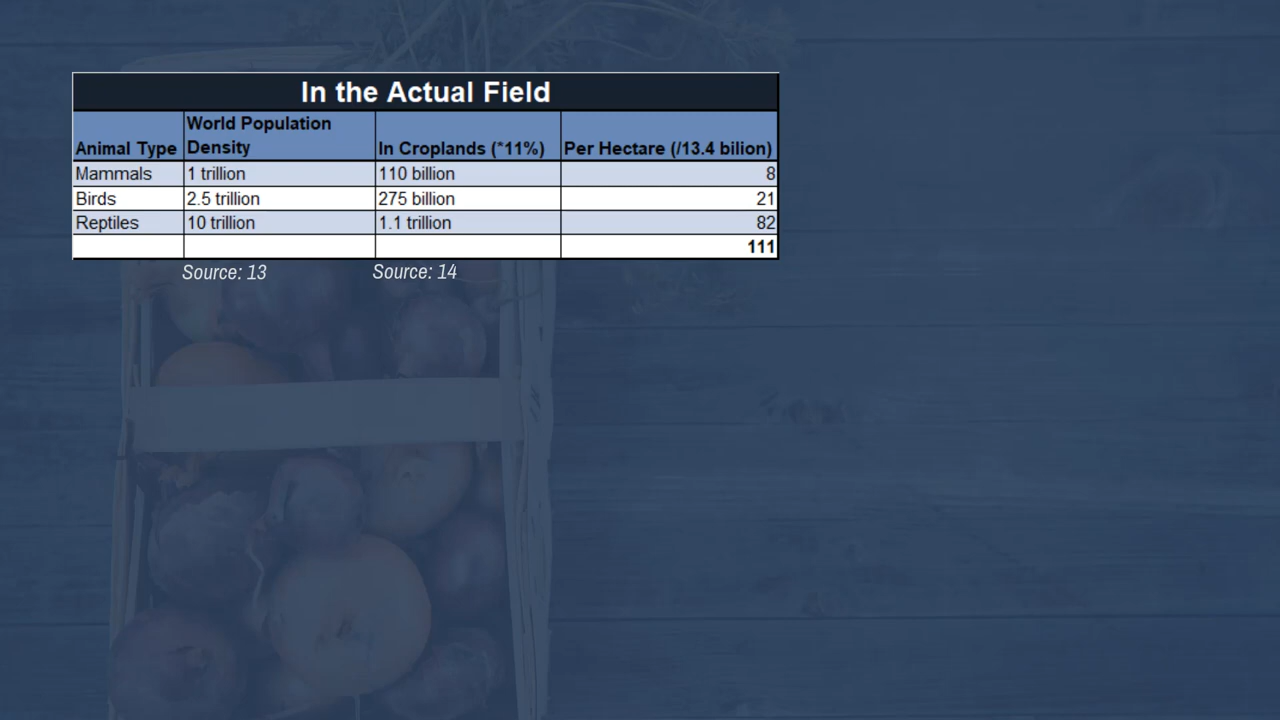 In the Actual Field
World Population
Animal Type Density In Croplands (*11%) Per Hectare (/13.4 bilion)
Mammals 1 trillion 110 billion 8
Birds 2.5 trillion 275 billion 21
Reptiles 10 trillion 1.1 trillion 82
111
Source: 13 Source: 14